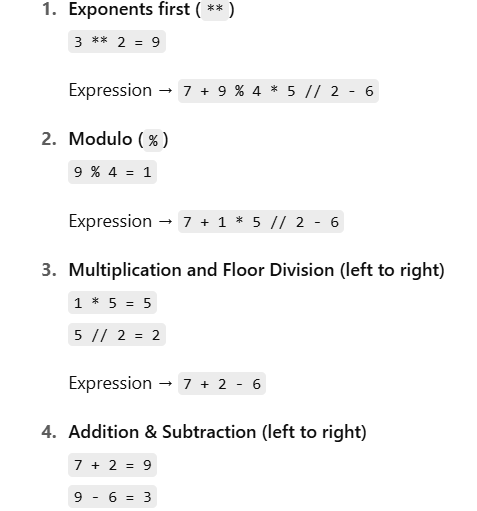 1. Exponents first ( ** )
3 ** 2 = 9
Expression → 7 + 9 % 4 * 5 // 2 - 6
2. Modulo ( % )
9 % 4 = 1
Expression → 7 + 1 * 5 // 2 - 6
3. Multiplication and Floor Division (left to right)
1 * 5 = 5
5 // 2 = 2
Expression → 7 + 2 - 6
4. Addition & Subtraction (left to right)
7 + 2 = 9
9 - 6 = 3